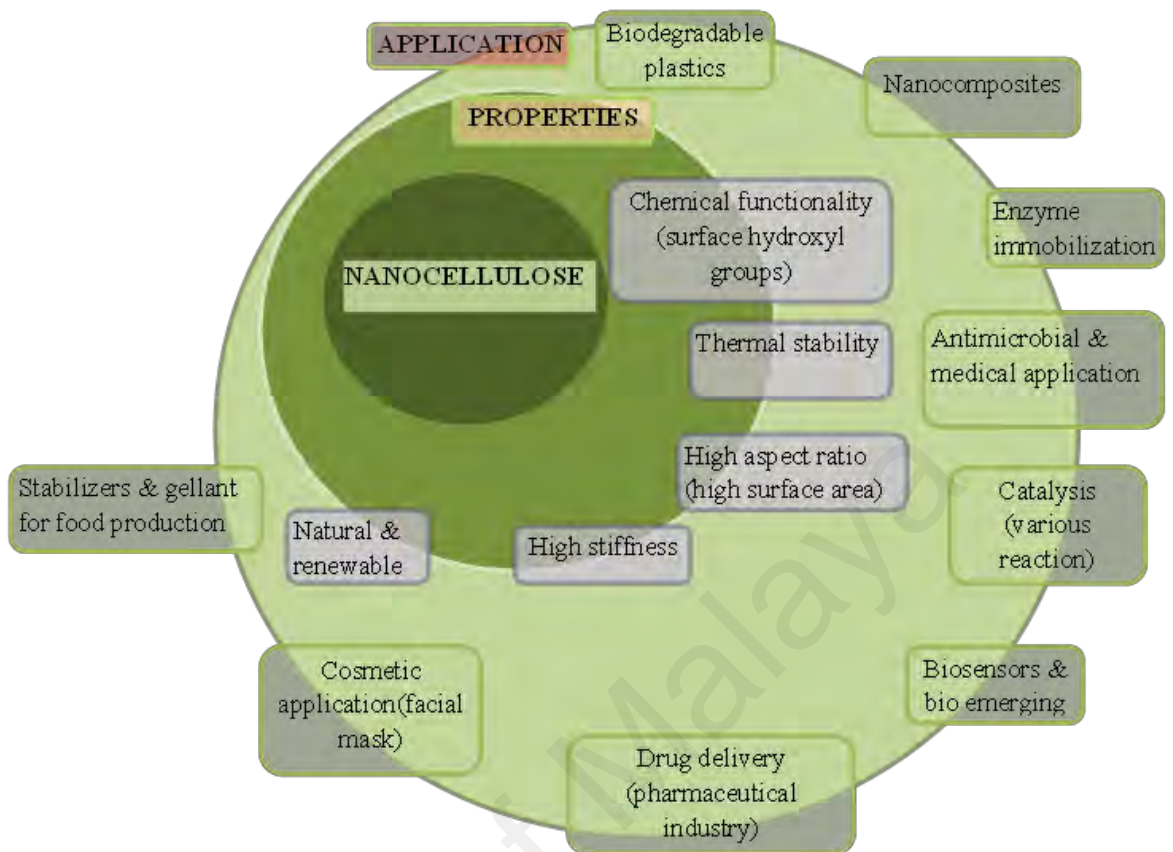 APPLICATION
Biodegradable
plastics
Nanocomposites
PROPERTIES
Chemical functionality
(surface hydroxyl
groups)
Enzyme
immobilization
NANOCELLULOSE
Thermal stability
Antimicrobial &
medical application
High aspect ratio
(high surface area)
Stabilizers & gellant
for food production
Catalysis
(various
reaction)
Natural &
renewable
High stiffness
Cosmetic
application(facial
mask)
Biosensors &
bio emerging
Drug delivery
(pharmaceutical
industry)
of Malaya